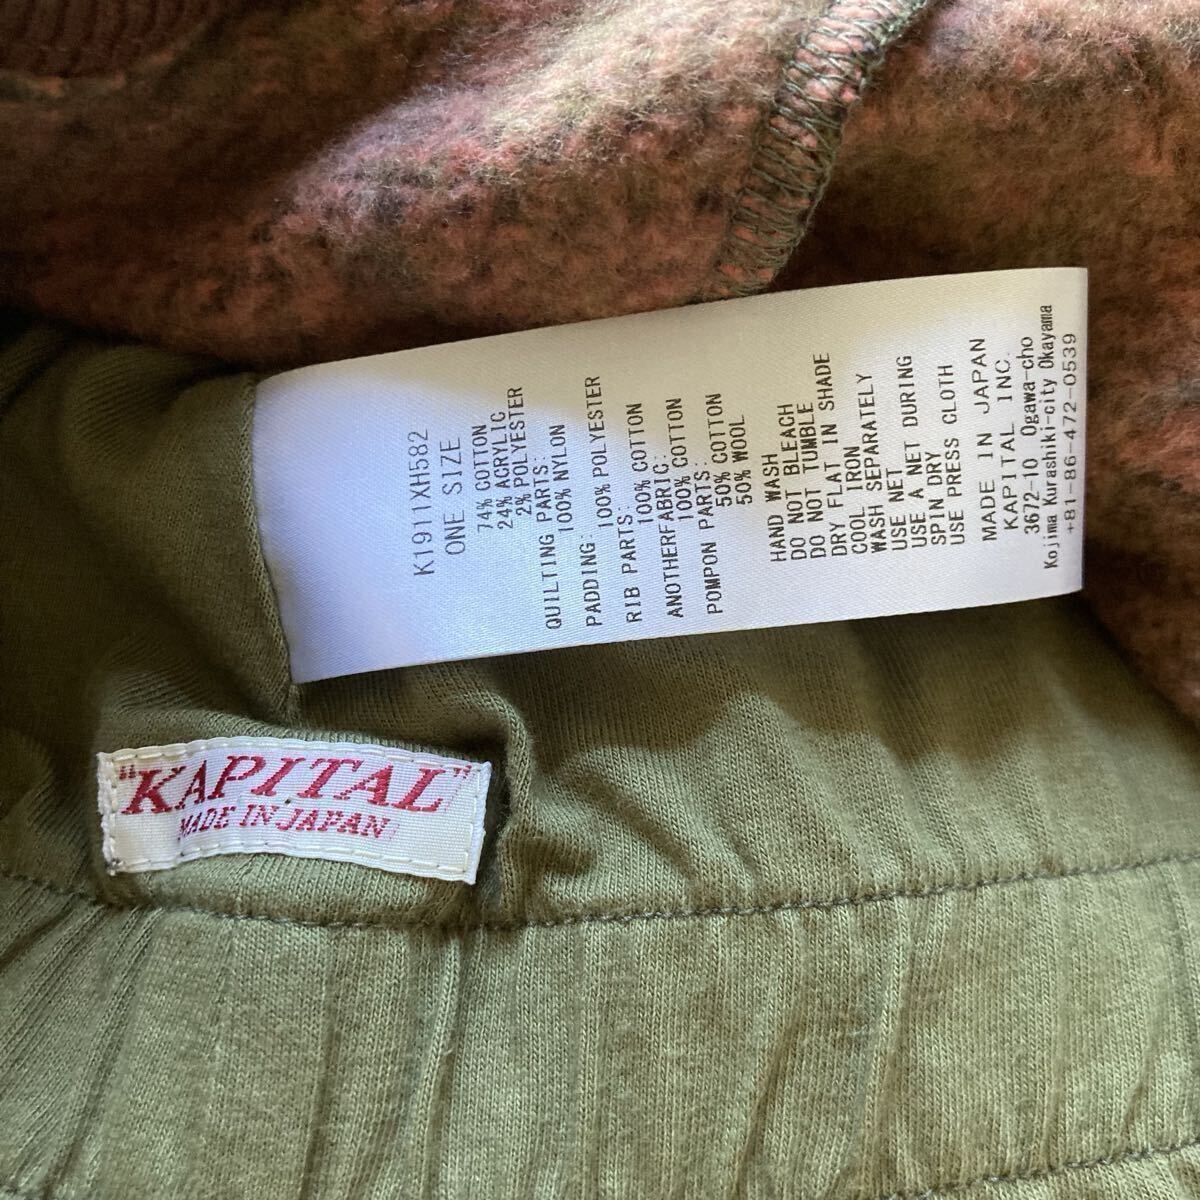 K1911XH582
ONE SIZE
74% COTTON
24% ACRYLIC
2% POLYESTER
QUILTING PARTS:
100% NYLON
PADDING:
100% POLYESTER
RIB PARTS:
100% COTTON
ANOTHERFABRIC:
100% COTTON
POMPON PARTS:
50% COTTON
50% WOOL
HAND WASH
DO NOT BLEACH
DO NOT TUMBLE
DRY FLAT IN SHADE
COOL IRON
WASH SEPARATELY
USE NET
USE A NET DURING
SPIN DRY
USE PRESS CLOTH
MADE IN JAPAN
KAPITAL INC.
3672-10 Ogawa-cho
Kojima Kurashiki-city Okayama
+81-86-472-0539
"KAPITAL"
MADE IN JAPAN